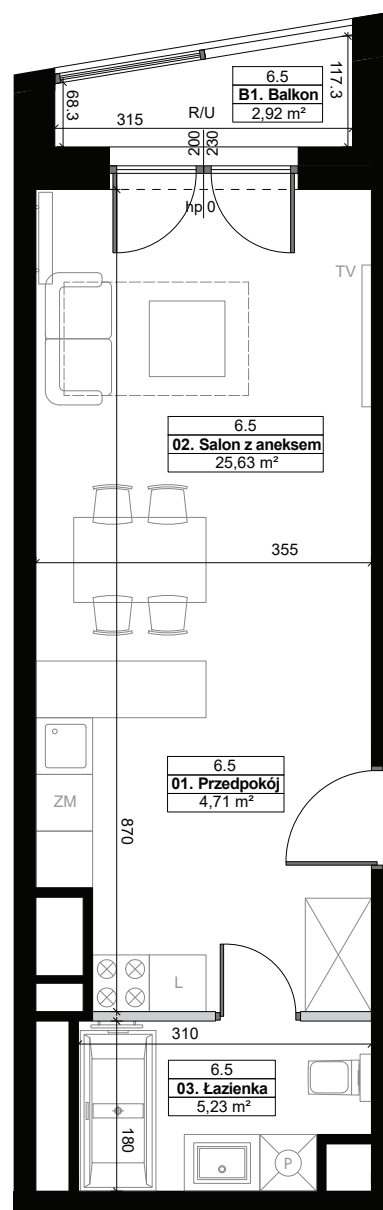 6.5
B1. Balkon
2,92 m²
117.3
68.3
315
R/U
200
230
hp 0
TV
6.5
02. Salon z aneksem
25,63 m²
355
6.5
01. Przedpokój
4,71 m²
ZM
870
L
310
6.5
03. Łazienka
5,23 m²
180
P